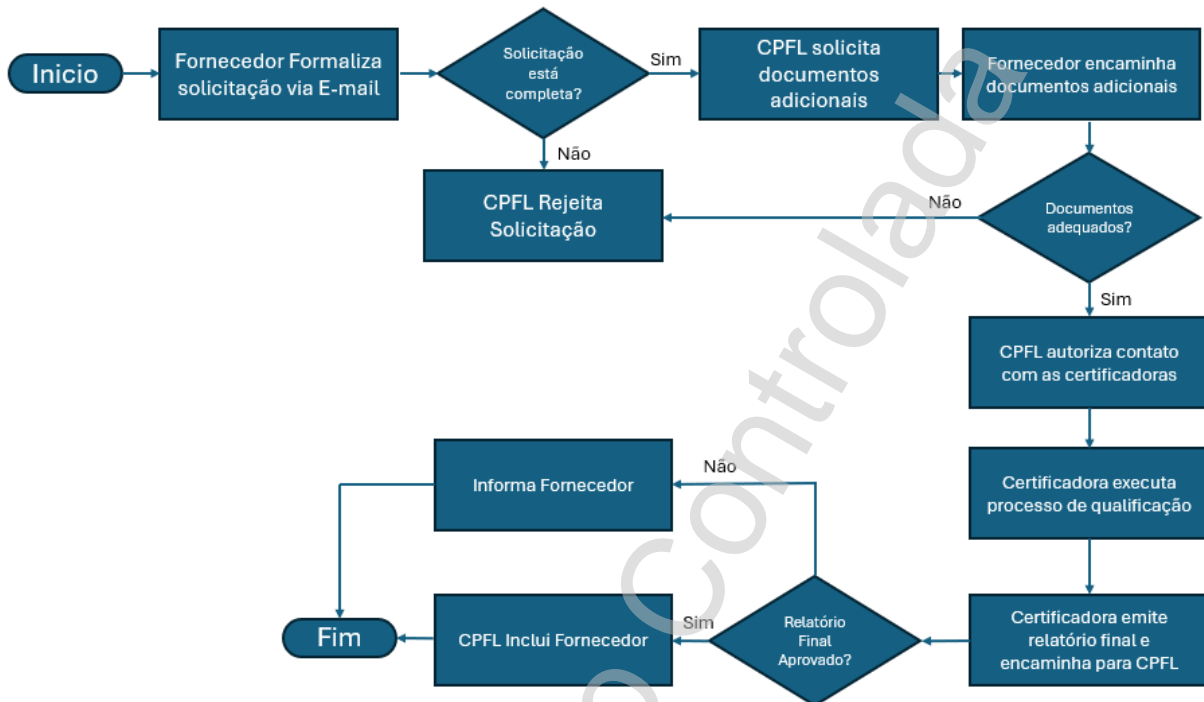 Inicio
Fornecedor Formaliza
solicitação via E-mail
Solicitação
está
completa?
Sim
CPFL solicita
documentos
adicionais
Fornecedor encaminha
documentos adicionais
Não
CPFL Rejeita
Solicitação
Não
Documentos
adequados?
Sim
CPFL autoriza contato
com as certificadoras
Certificadora executa
processo de qualificação
Certificadora emite
relatório final e
encaminha para CPFL
Relatório
Final
Aprovado?
Não
Informa Fornecedor
Sim
CPFL Inclui Fornecedor
Fim
Controlada